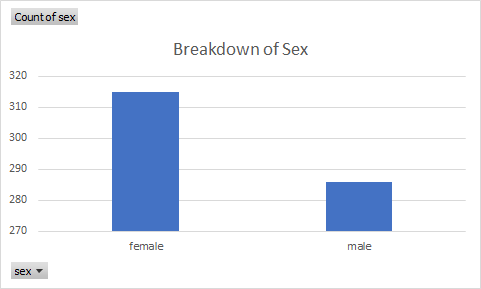 Count of sex
Breakdown of Sex
320
310
300
290
280
270
female male
sex